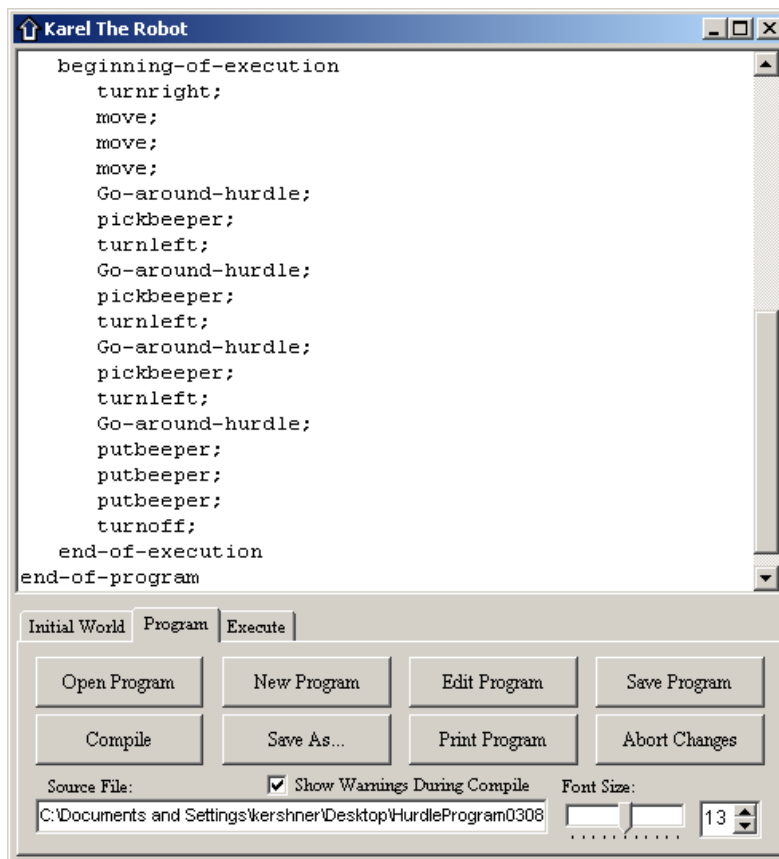 Karel The Robot
beginning-of-execution
turnright;
move;
move;
move;
Go-around-hurdle;
pickbeeper;
turnleft;
Go-around-hurdle;
pickbeeper;
turnleft;
Go-around-hurdle;
pickbeeper;
turnleft;
Go-around-hurdle;
putbeeper;
putbeeper;
putbeeper;
turnoff;
end-of-execution
end-of-program
Initial World Program Execute
Open Program New Program Edit Program Save Program
Compile Save As... Print Program Abort Changes
Source File: Show Warnings During Compile Font Size:
C:\Documents and Settings\kershner\Desktop\HurdleProgram0308 13